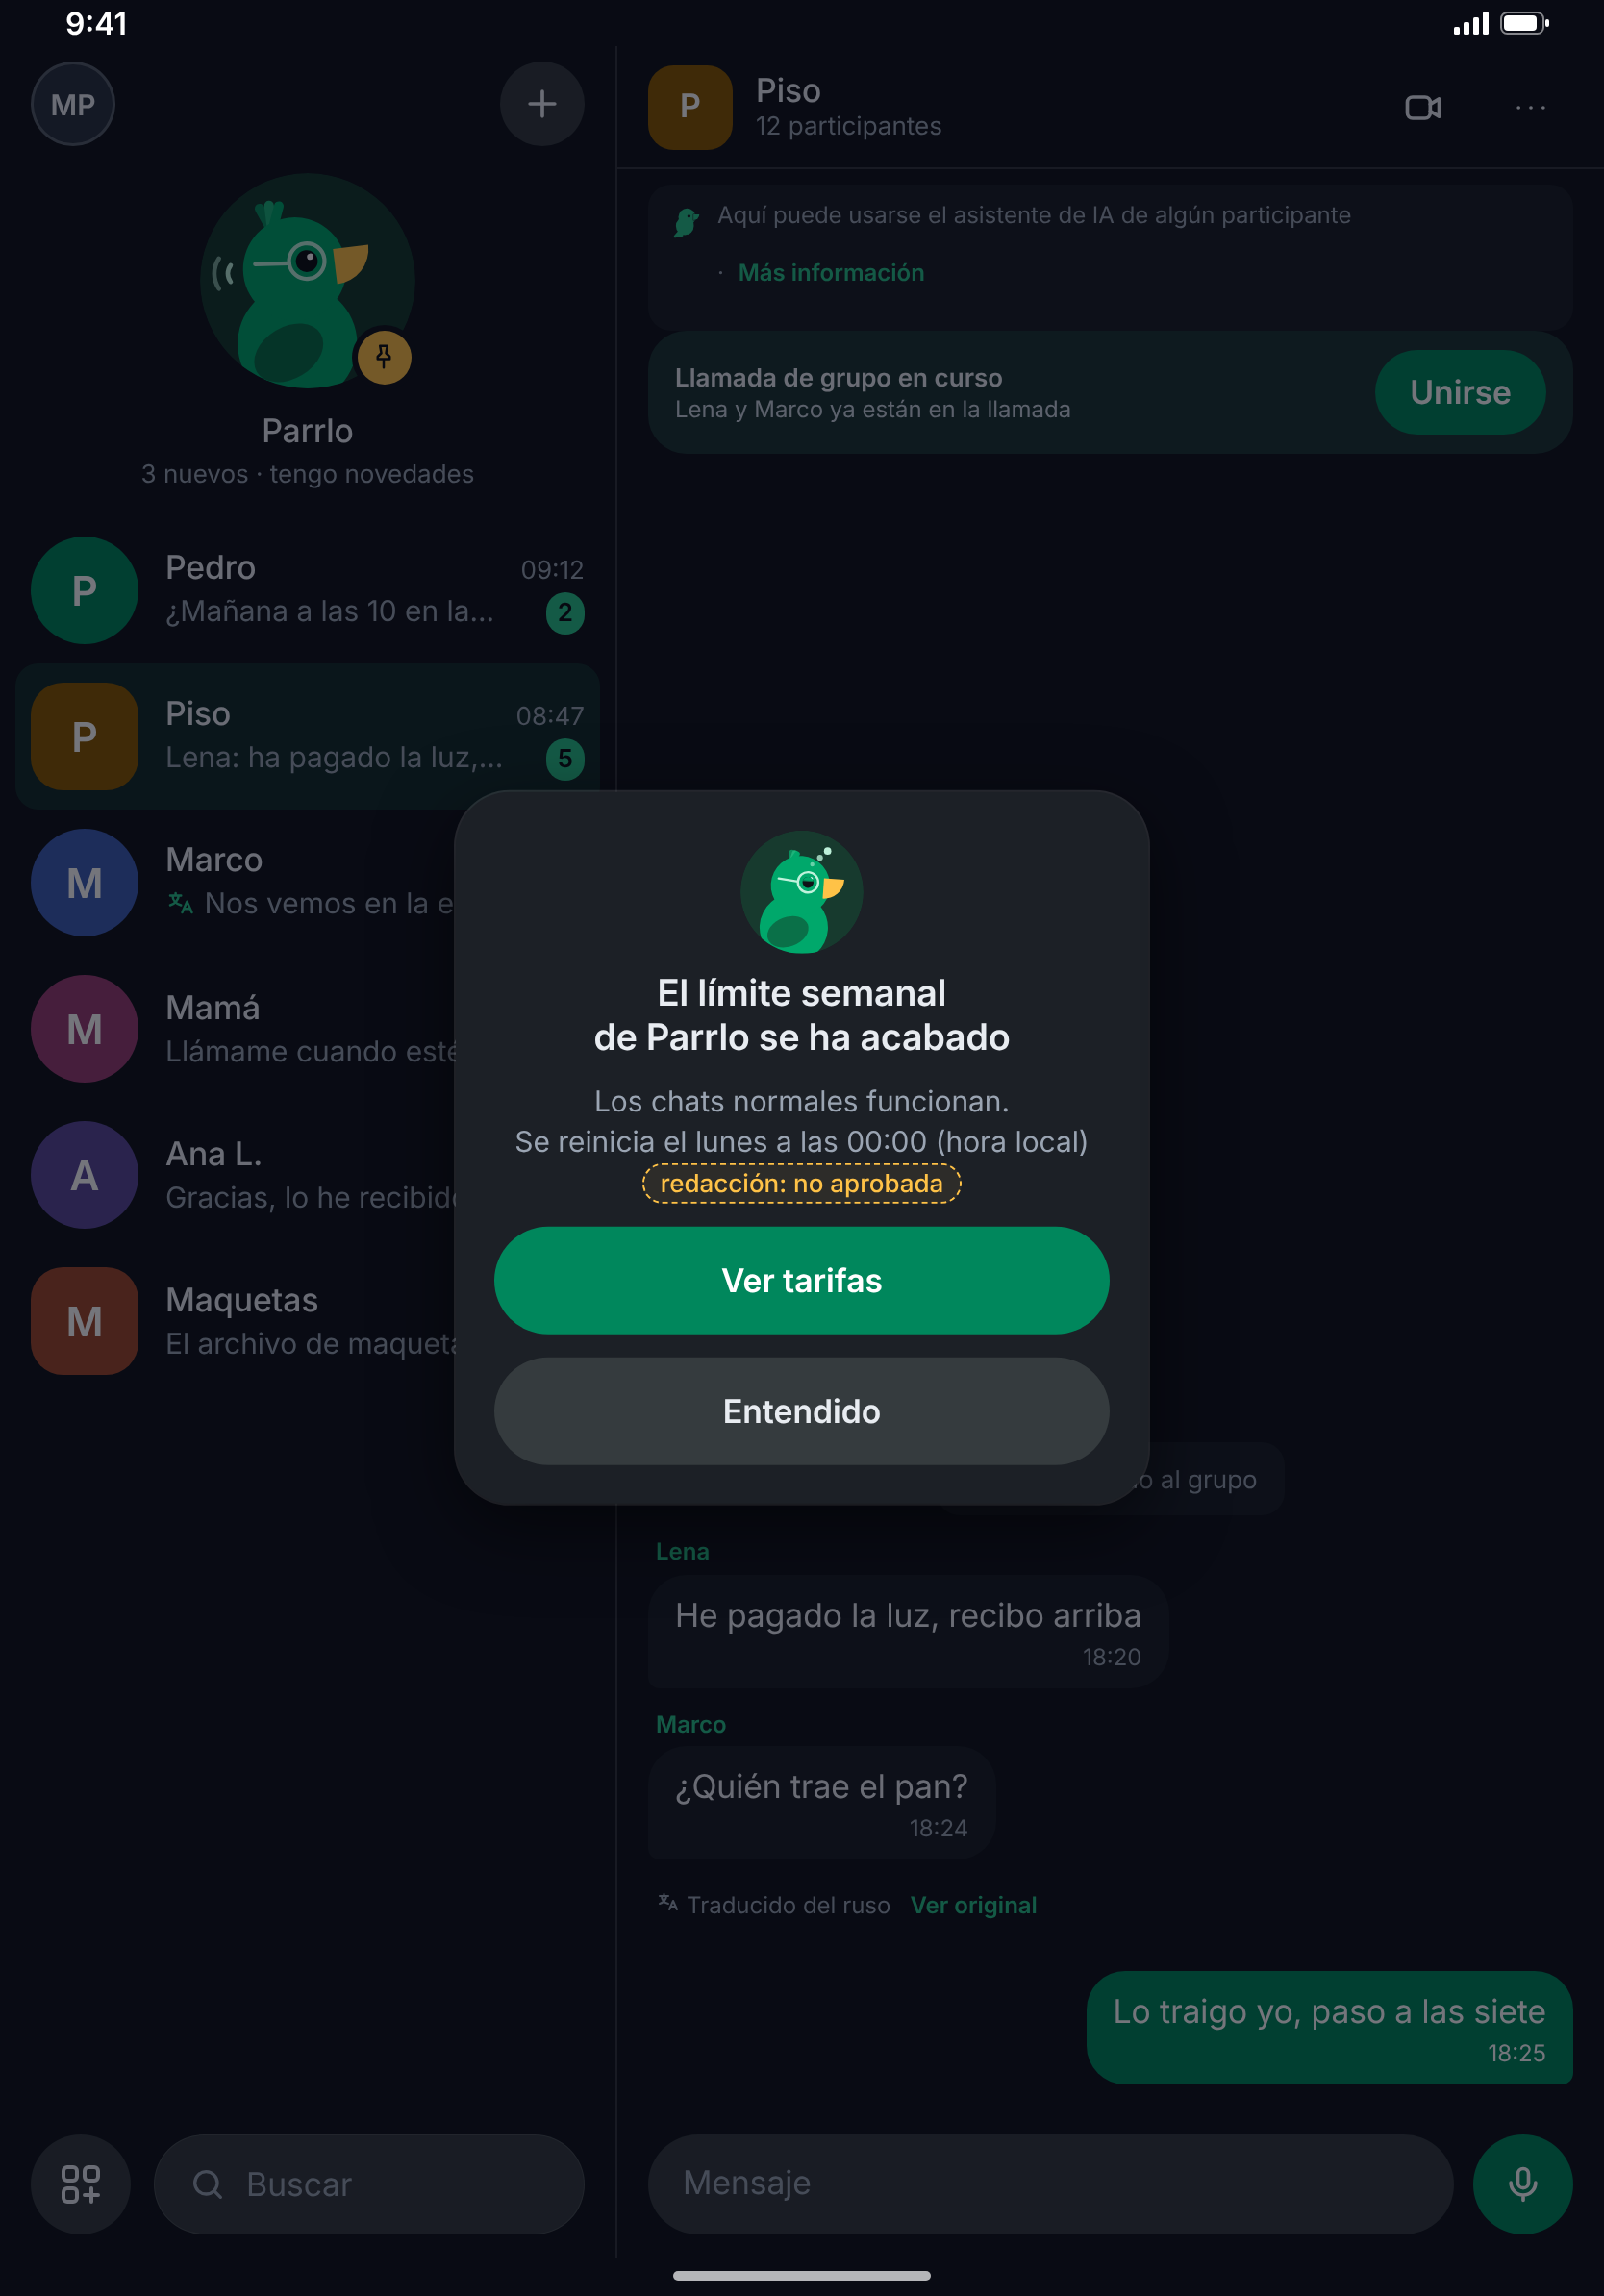 9:41
MP
P
Piso
12 participantes
Aquí puede usarse el asistente de IA de algún participante
· Más información
Llamada de grupo en curso
Lena y Marco ya están en la llamada
Unirse
Parrlo
3 nuevos · tengo novedades
P
Pedro
09:12
¿Mañana a las 10 en la...
2
P
Piso
08:47
Lena: ha pagado la luz,...
5
M
Marco
Nos vemos en la e
M
Mamá
Llámame cuando esté
A
Ana L.
Gracias, lo he recibido
M
Maquetas
El archivo de maqueta
El límite semanal
de Parrlo se ha acabado
Los chats normales funcionan.
Se reinicia el lunes a las 00:00 (hora local)
redacción: no aprobada
Ver tarifas
Entendido
o al grupo
Lena
He pagado la luz, recibo arriba
18:20
Marco
¿Quién trae el pan?
18:24
Traducido del ruso Ver original
Lo traigo yo, paso a las siete
18:25
Buscar
Mensaje